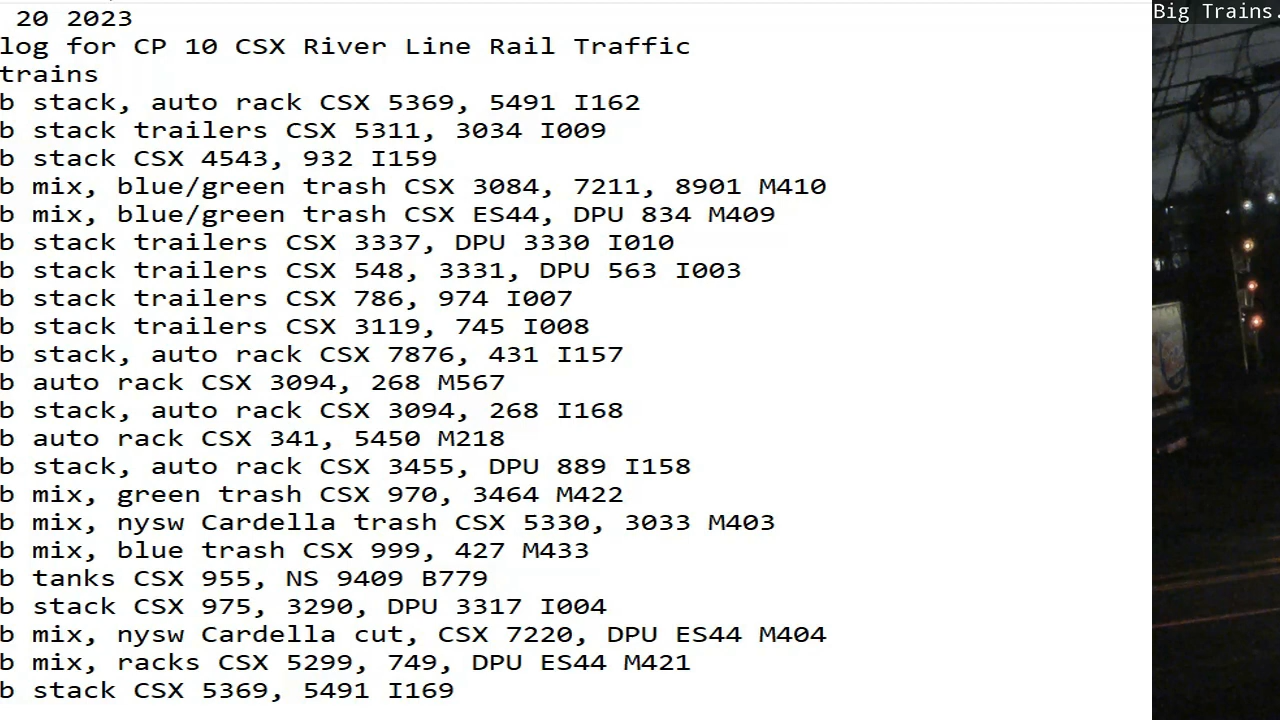 20 2023
log for CP 10 CSX River Line Rail Traffic
trains
b stack, auto rack CSX 5369, 5491 I162
b stack trailers CSX 5311, 3034 I009
b stack CSX 4543, 932 I159
b mix, blue/green trash CSX 3084, 7211, 8901 M410
b mix, blue/green trash CSX ES44, DPU 834 M409
b stack trailers CSX 3337, DPU 3330 I010
b stack trailers CSX 548, 3331, DPU 563 I003
b stack trailers CSX 786, 974 I007
b stack trailers CSX 3119, 745 I008
b stack, auto rack CSX 7876, 431 I157
b auto rack CSX 3094, 268 M567
b stack, auto rack CSX 3094, 268 I168
b auto rack CSX 341, 5450 M218
b stack, auto rack CSX 3455, DPU 889 I158
b mix, green trash CSX 970, 3464 M422
b mix, nysw Cardella trash CSX 5330, 3033 M403
b mix, blue trash CSX 999, 427 M433
b tanks CSX 955, NS 9409 B779
b stack CSX 975, 3290, DPU 3317 I004
b mix, nysw Cardella cut, CSX 7220, DPU ES44 M404
b mix, racks CSX 5299, 749, DPU ES44 M421
b stack CSX 5369, 5491 I169
Big Trains.